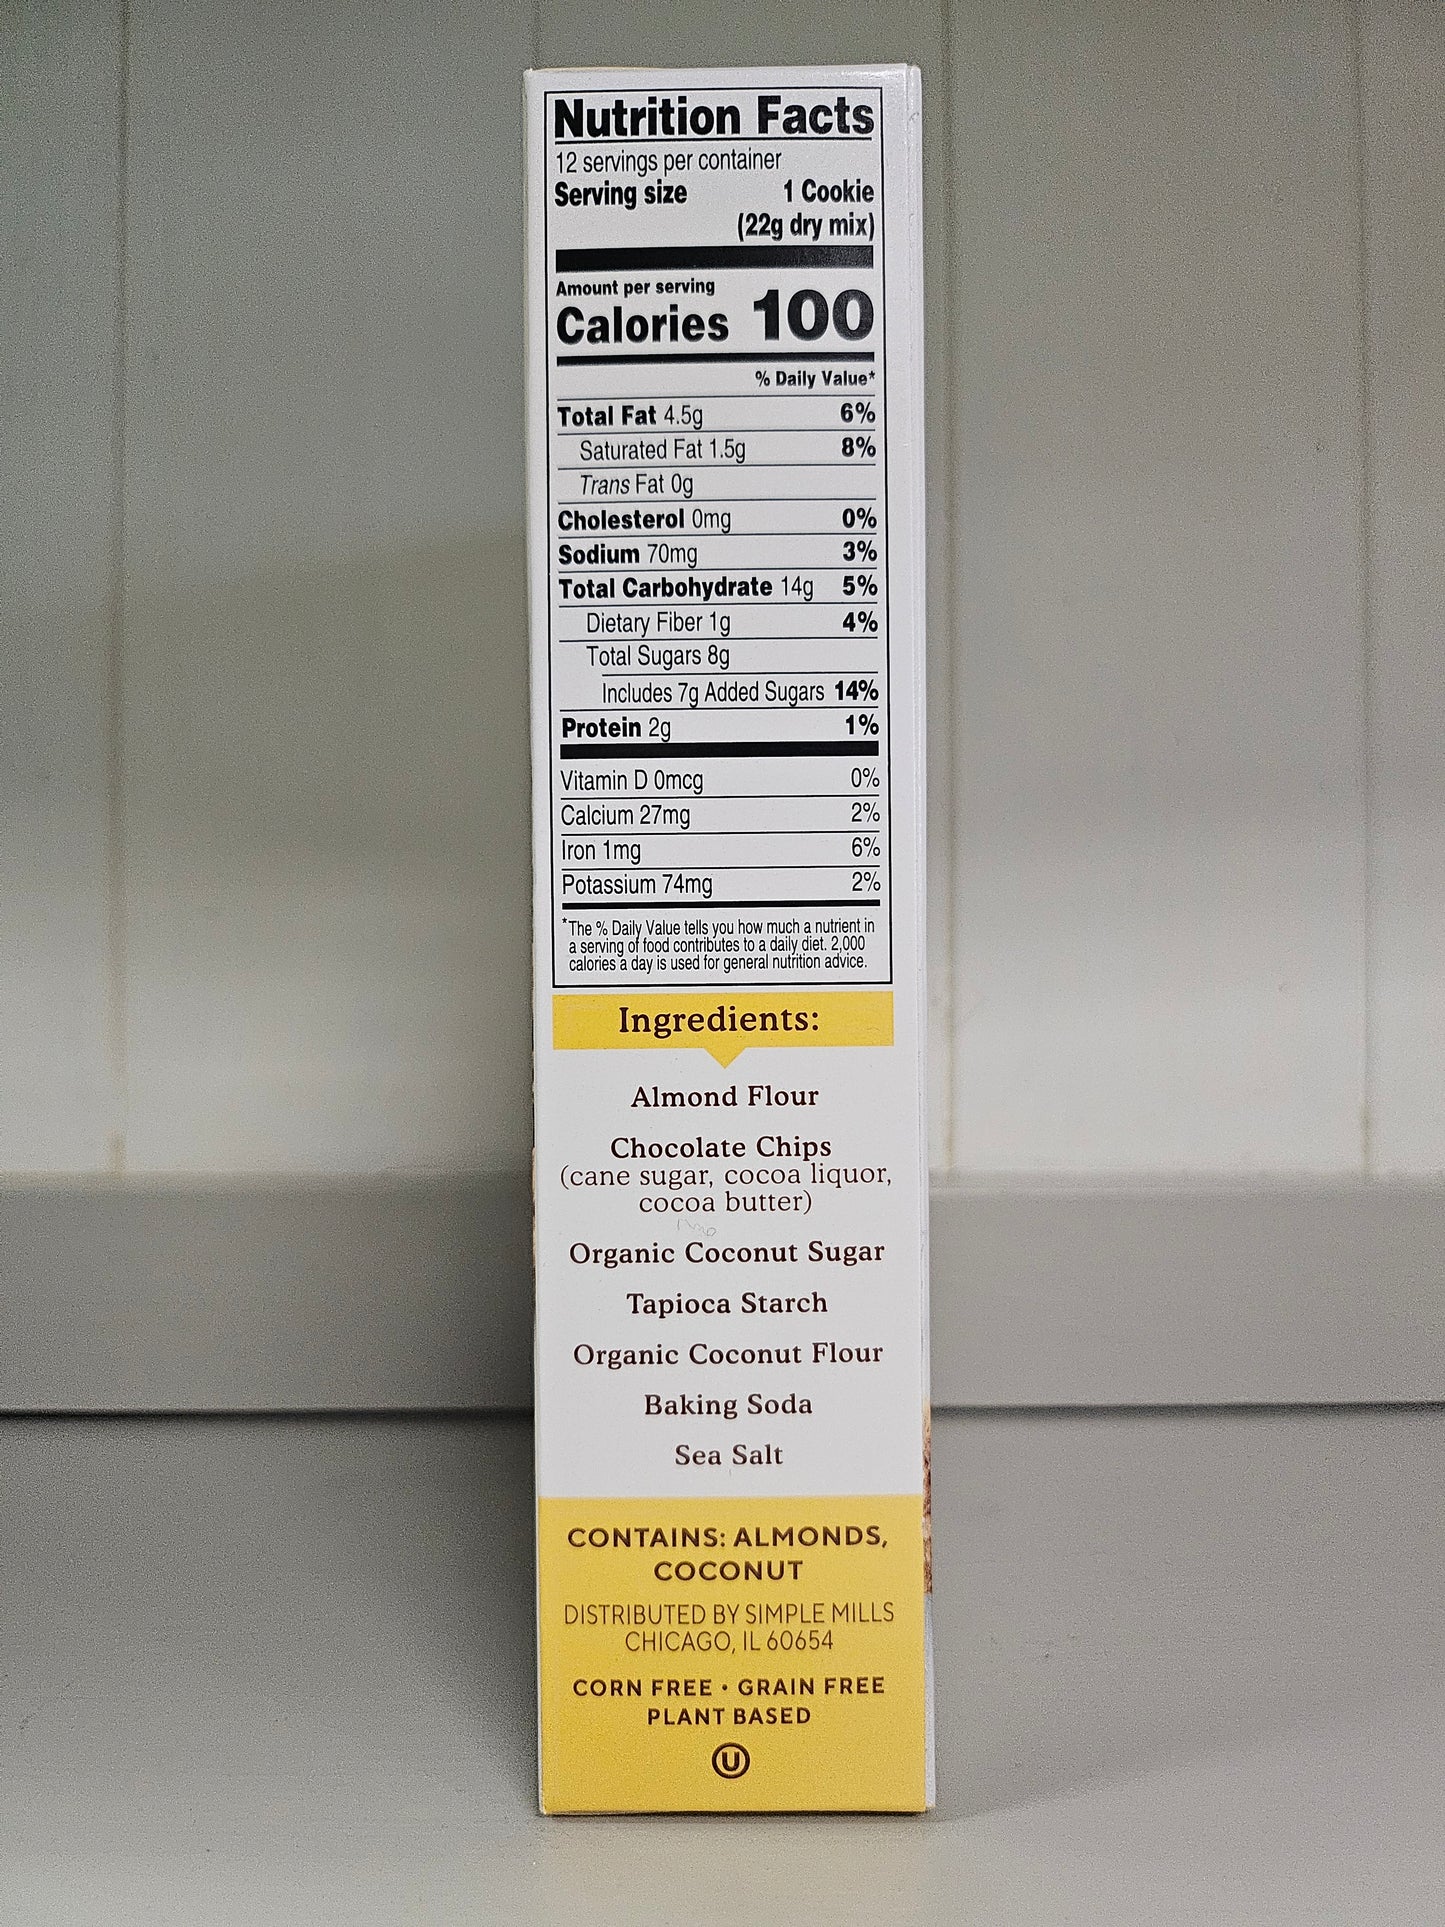 Nutrition Facts
12 servings per container
Serving size 1 Cookie
(22g dry mix)
Amount per serving
Calories 100
% Daily Value*
Total Fat 4.5g 6%
Saturated Fat 1.5g 8%
Trans Fat 0g
Cholesterol 0mg 0%
Sodium 70mg 3%
Total Carbohydrate 14g 5%
Dietary Fiber 1g 4%
Total Sugars 8g
Includes 7g Added Sugars 14%
Protein 2g 1%
Vitamin D 0mcg 0%
Calcium 27mg 2%
Iron 1mg 6%
Potassium 74mg 2%
*The % Daily Value tells you how much a nutrient in
a serving of food contributes to a daily diet. 2,000
calories a day is used for general nutrition advice.
Ingredients:
Almond Flour
Chocolate Chips
(cane sugar, cocoa liquor,
cocoa butter)
Organic Coconut Sugar
Tapioca Starch
Organic Coconut Flour
Baking Soda
Sea Salt
CONTAINS: ALMONDS,
COCONUT
DISTRIBUTED BY SIMPLE MILLS
CHICAGO, IL 60654
CORN FREE • GRAIN FREE
PLANT BASED
U